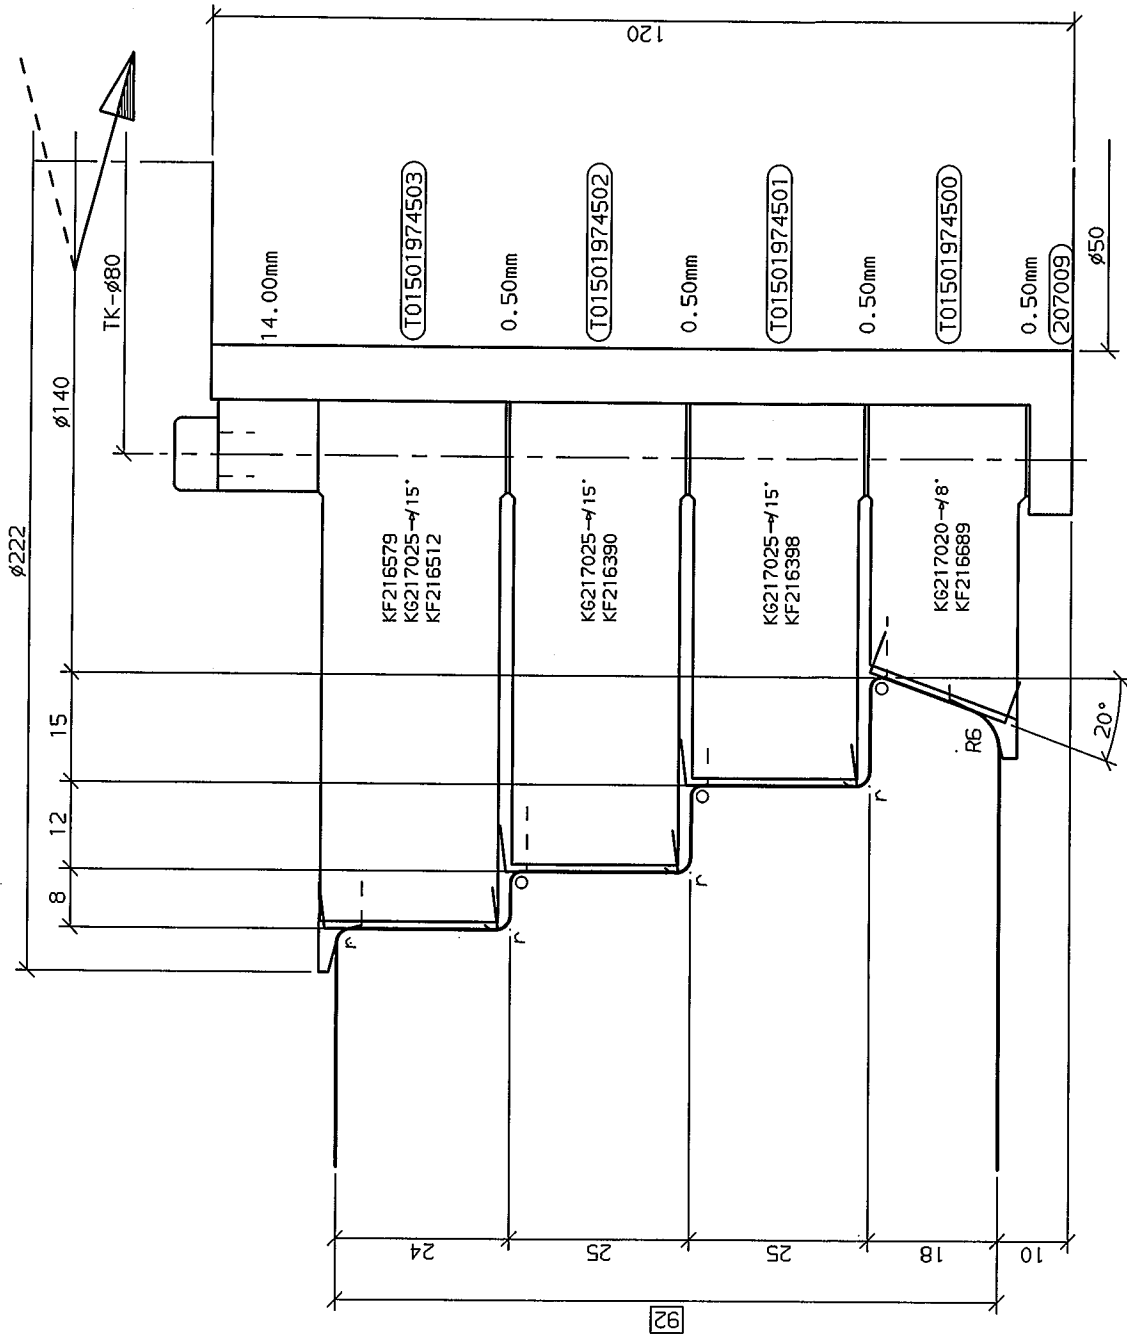 120
TK-ø80
ø140
ø222
15
12
8
14.00mm
T01501974503
0.50mm
T01501974502
0.50mm
T01501974501
0.50mm
T01501974500
0.50mm
207009
ø50
KF216579
KG217025→/15°
KF216512
KG217025→/15°
KF216390
KG217025→/15°
KF216398
KG217020→/8°
KF216689
R6
20°
24
25
25
18
10
92